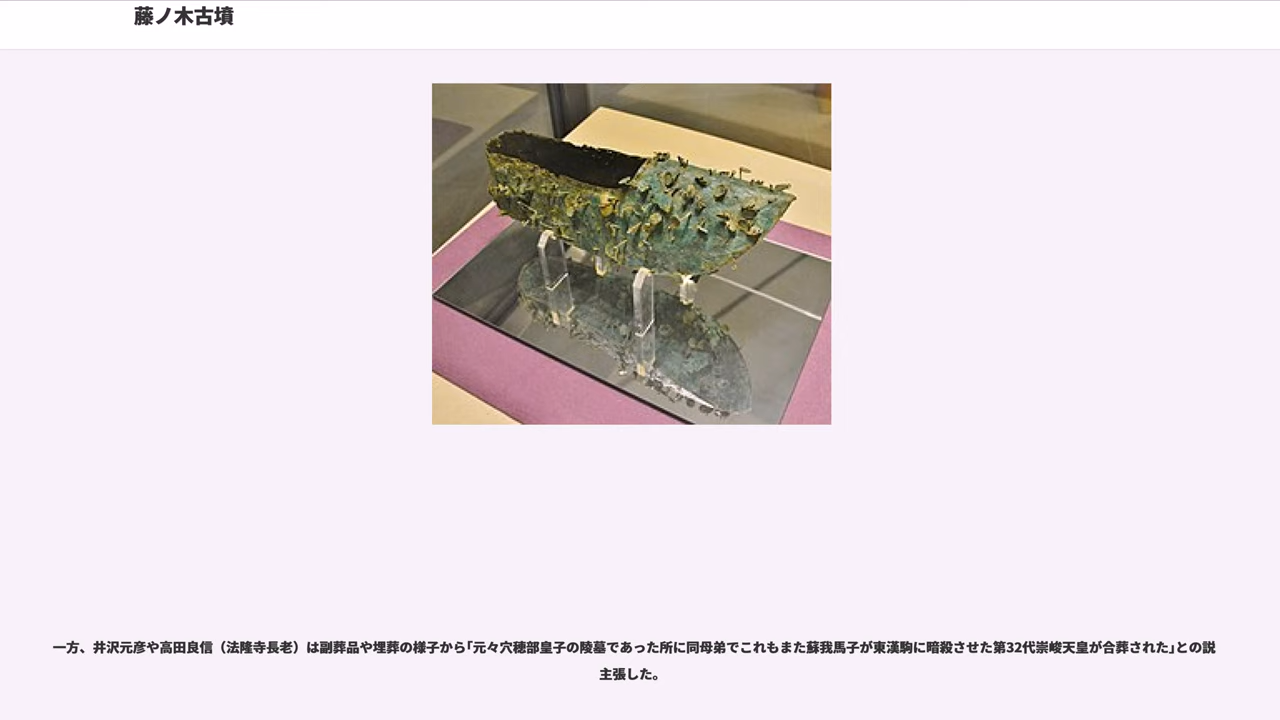 藤ノ木古墳
一方、井沢元彦や高田良信（法隆寺長老）は副葬品や埋葬の様子から｢元々穴穂部皇子の陵墓であった所に同母弟でこれもまた蘇我馬子が東漢駒に暗殺させた第32代崇峻天皇が合葬された｣との説
主張した。